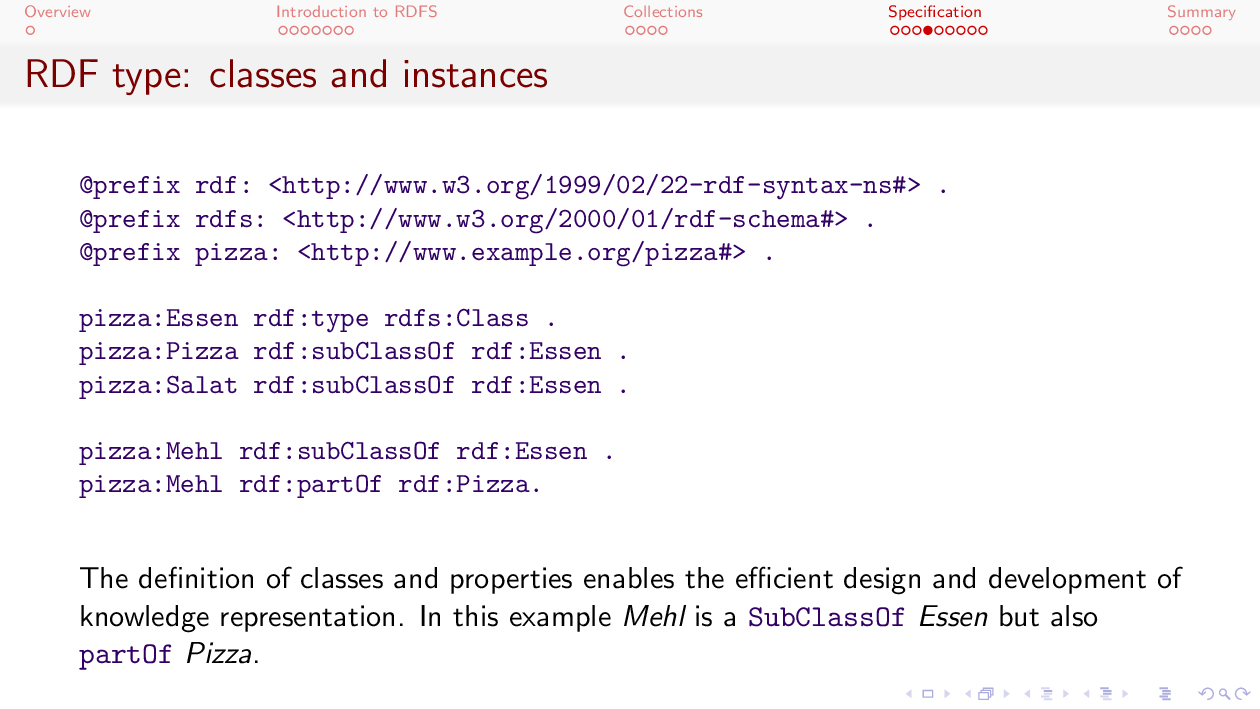 Overview Introduction to RDFS Collections Specification Summary
RDF type: classes and instances
@prefix rdf: <http://www.w3.org/1999/02/22-rdf-syntax-ns#> .
@prefix rdfs: <http://www.w3.org/2000/01/rdf-schema#> .
@prefix pizza: <http://www.example.org/pizza#> .
pizza:Essen rdf:type rdfs:Class .
pizza:Pizza rdf:subClassOf rdf:Essen .
pizza:Salat rdf:subClassOf rdf:Essen .
pizza:Mehl rdf:subClassOf rdf:Essen .
pizza:Mehl rdf:partOf rdf:Pizza.
The definition of classes and properties enables the efficient design and development of
knowledge representation. In this example Mehl is a SubClassOf Essen but also
partOf Pizza.